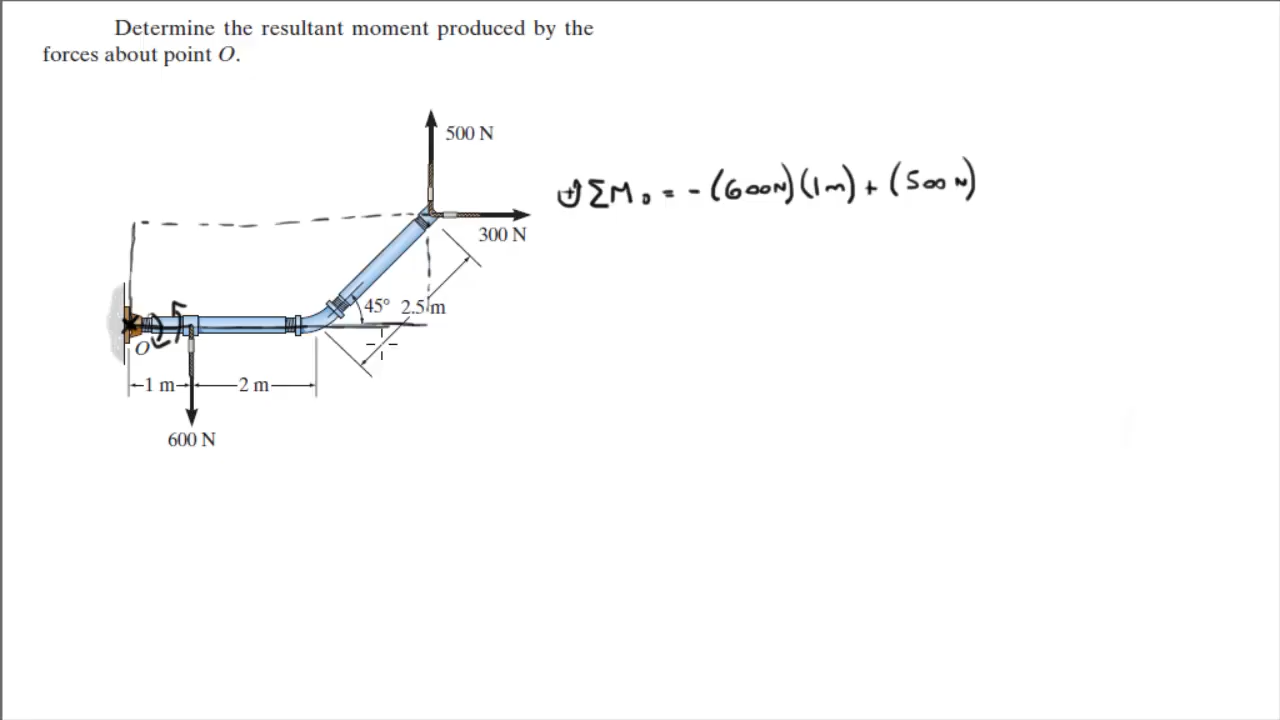 Determine the resultant moment produced by the
forces about point O.
500 N
300 N
45° 2.5 m
O
1 m
2 m
600 N
+ ΣM₀ = - (600N)(1m) + (500 N)